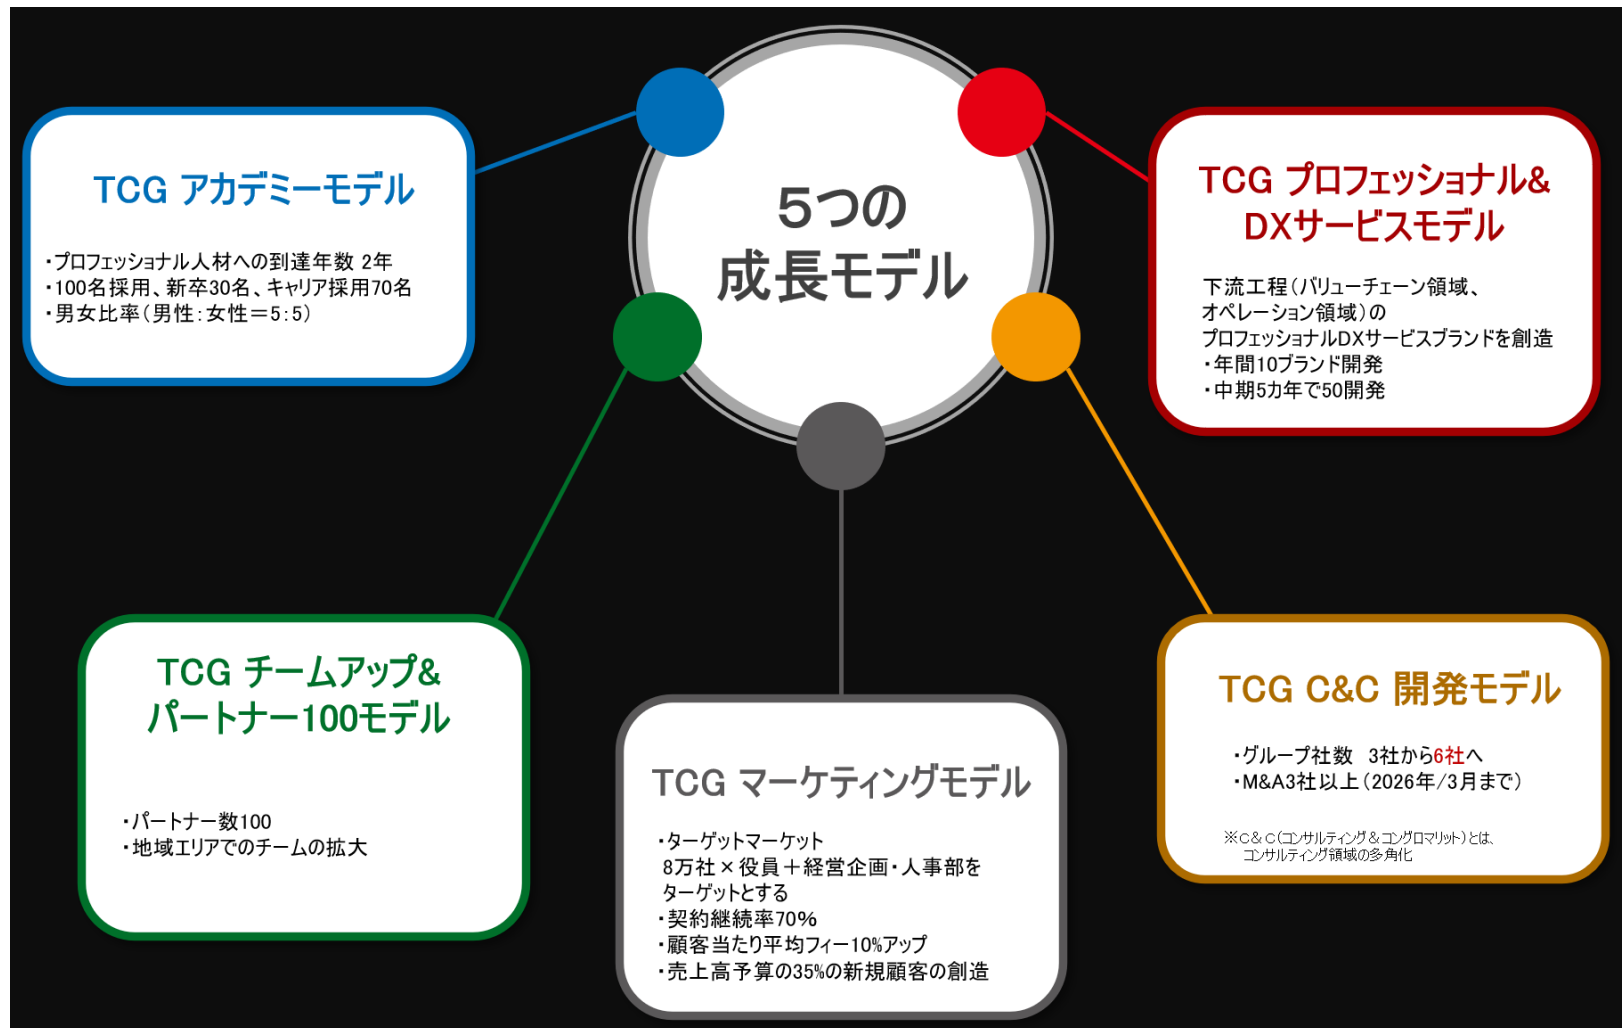 5つの
成長モデル
TCG アカデミーモデル
・プロフェッショナル人材への到達年数 2年
・100名採用、新卒30名、キャリア採用70名
・男女比率(男性:女性=5:5)
TCG プロフェッショナル&
DXサービスモデル
下流工程(バリューチェーン領域、
オペレーション領域)の
プロフェッショナルDXサービスブランドを創造
・年間10ブランド開発
・中期5カ年で50開発
TCG チームアップ&
パートナー100モデル
・パートナー数100
・地域エリアでのチームの拡大
TCG マーケティングモデル
・ターゲットマーケット
8万社×役員+経営企画・人事部を
ターゲットとする
・契約継続率70%
・顧客当たり平均フィー10%アップ
・売上高予算の35%の新規顧客の創造
TCG C&C 開発モデル
・グループ社数 3社から6社へ
・M&A3社以上(2026年/3月まで)
※C&C(コンサルティング&コングロマリット)とは、
コンサルティング領域の多角化